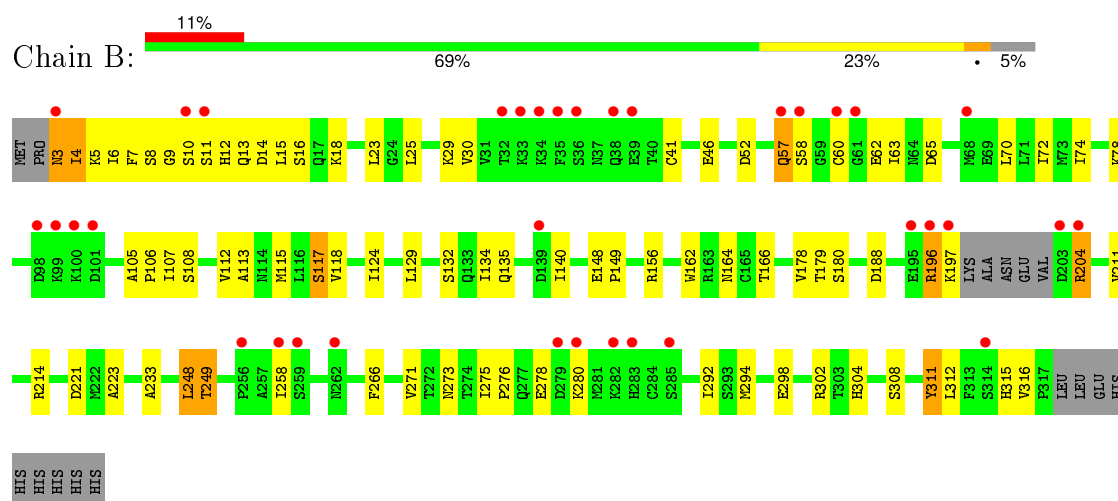 11%
Chain B:
69% 23% • 5%
MET PRO N3 I4 K5 I6 F7 S8 G9 S10 S11 H12 Q13 D14 L15 S16 Q17 K18 L23 G24 L25 K29 V30 V31 T32 K33 K34 F35 S36 N37 Q38 E39 T40 C41 E46 D52 Q57 S58 G59 C60 G61 E62 I63 N64 D65 M68 E69 L70 L71 I72 M73 I74 K78
D98 K99 K100 D101 A105 P106 I107 S108 V112 A113 N114 M115 L116 S117 V118 I124 L129 S132 Q133 I134 Q135 D139 I140 E148 P149 R156 W162 R163 N164 C165 T166 V178 T179 S180 D188 E195 R196 K197 LYS ALA ASN GLU VAL D203 R204
R214 D221 M222 A223 A233 L248 T249 P256 A257 I258 S259 N262 F266 V271 T272 N273 T274 I275 P276 Q277 E278 D279 K280 M281 K282 H283 C284 S285 I292 S293 M294 E298 R302 T303 H304 S308 Y311 L312 F313 S314 H315 V316 P317 LEU LEU GLU HIS
HIS HIS HIS HIS HIS